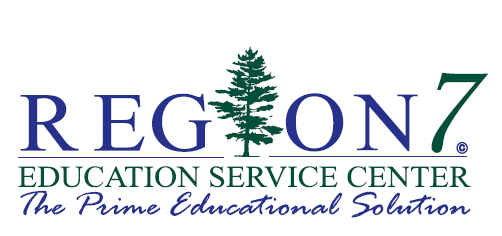 REGION 7 ©
EDUCATION SERVICE CENTER
The Prime Educational Solution